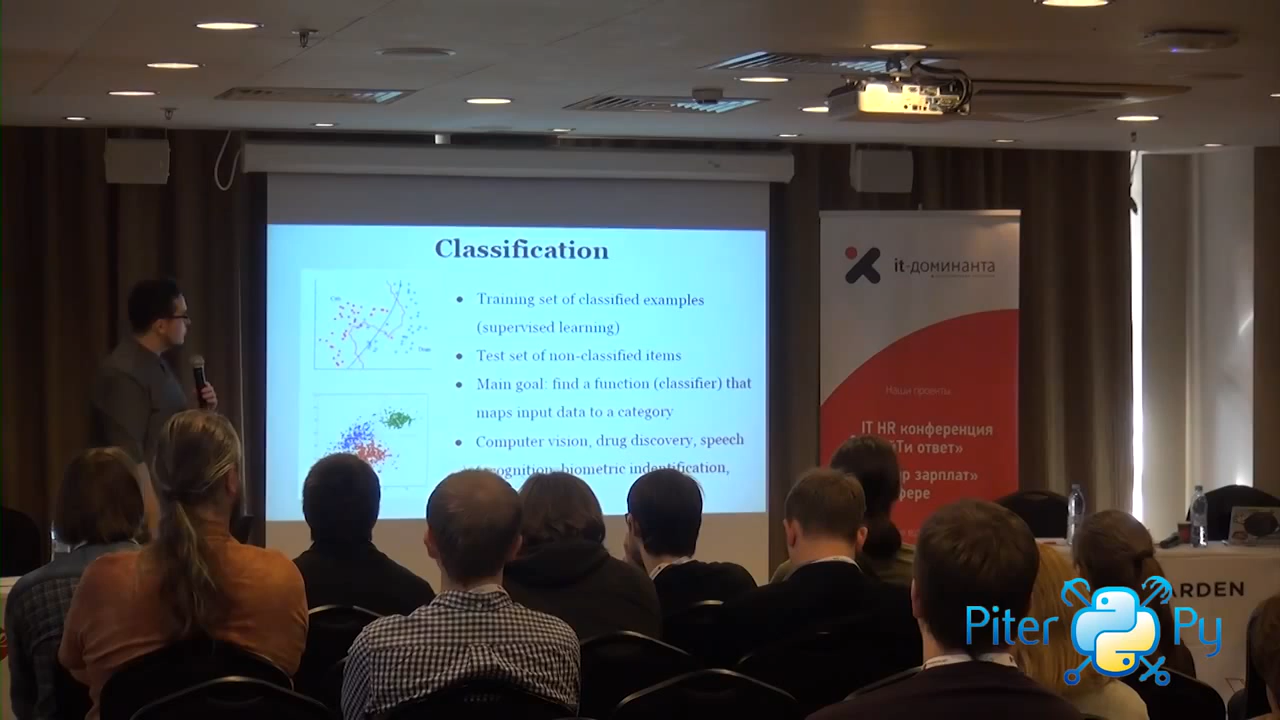 Classification
Training set of classified examples
(supervised learning)
Test set of non-classified items
Main goal: find a function (classifier) that
maps input data to a category
Computer vision, drug discovery, speech
biometric indentification,
it-доминанта
Наши проекты
IT HR конференция
ответ»
зарплат»
ARDEN
Piter Py